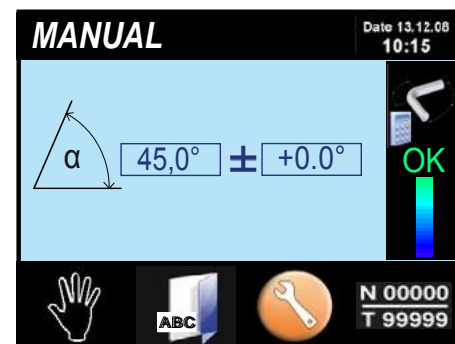 MANUAL
Date 13.12.08
10:15
α 45,0° ± +0.0°
OK
ABC
N 00000
T 99999